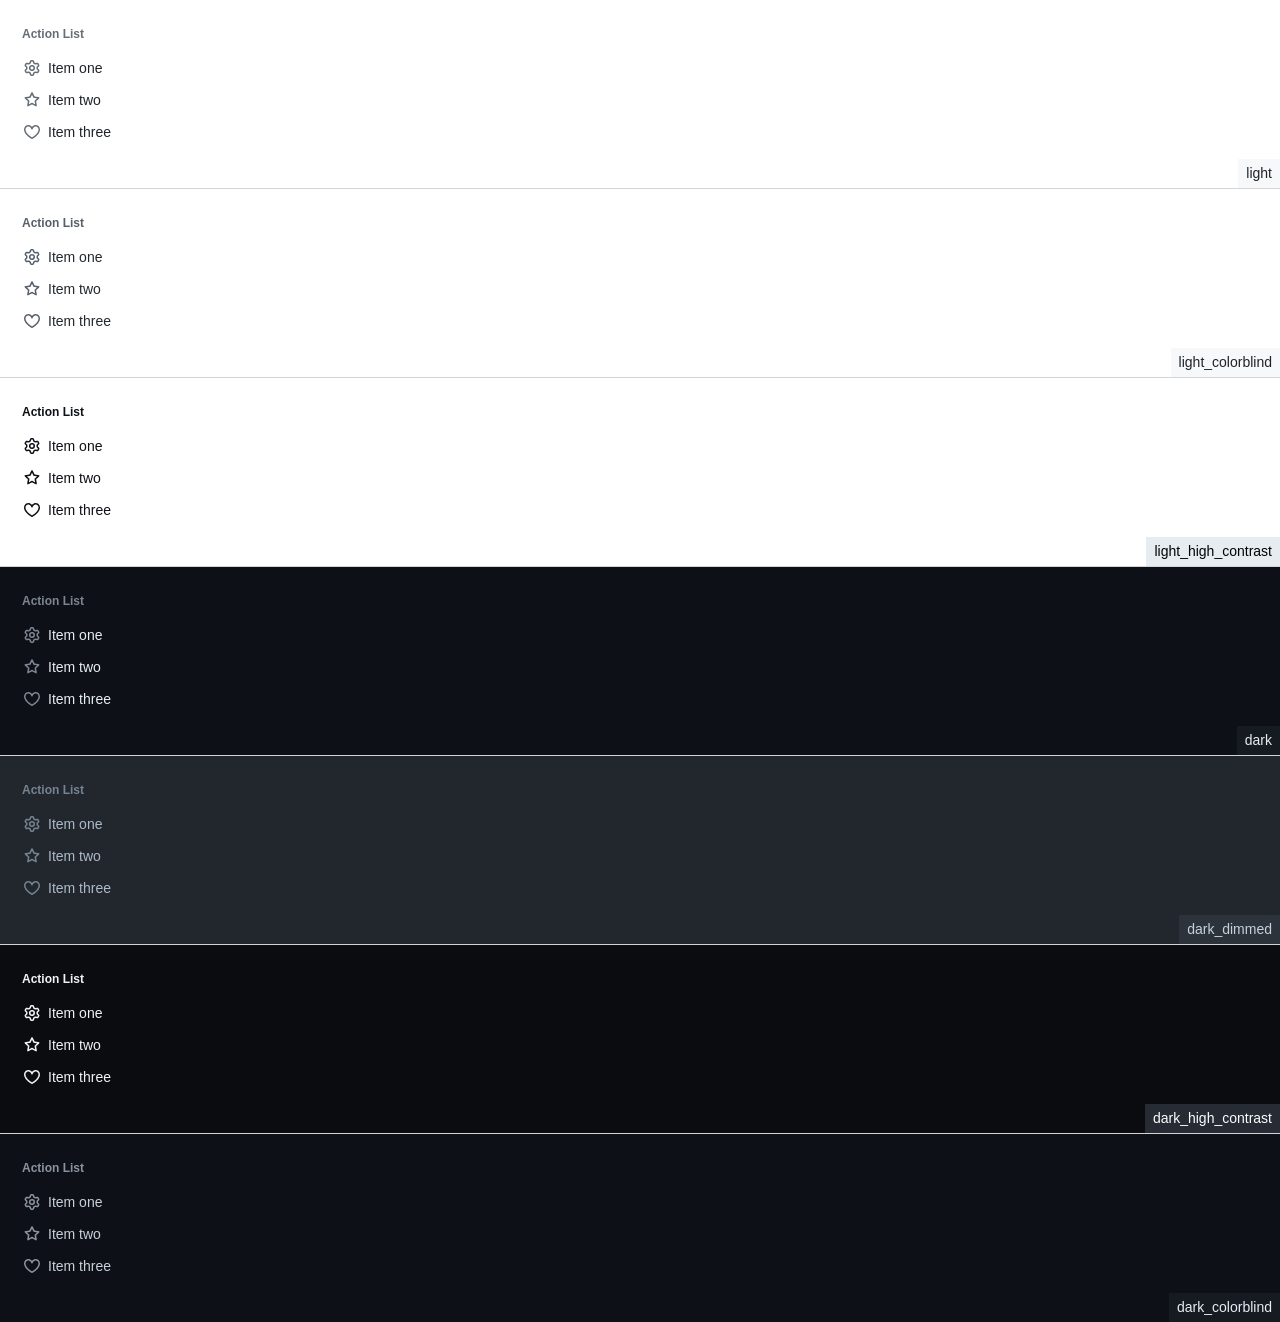 Action List
Item one
Item two
Item three
light
Action List
Item one
Item two
Item three
light_colorblind
Action List
Item one
Item two
Item three
light_high_contrast
Action List
Item one
Item two
Item three
dark
Action List
Item one
Item two
Item three
dark_dimmed
Action List
Item one
Item two
Item three
dark_high_contrast
Action List
Item one
Item two
Item three
dark_colorblind